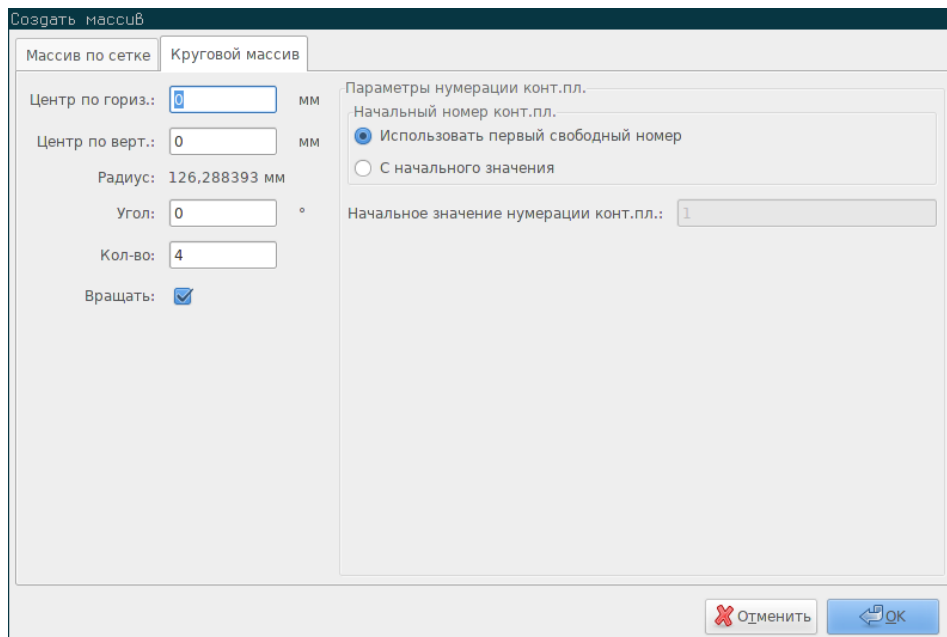 Создать массив
Массив по сетке
Круговой массив
Центр по гориз.: 0 мм
Центр по верт.: 0 мм
Радиус: 126,288393 мм
Угол: 0 °
Кол-во: 4
Вращать:
Параметры нумерации конт.пл.
Начальный номер конт.пл.
Использовать первый свободный номер
С начального значения
Начальное значение нумерации конт.пл.: 1
Отменить
OK